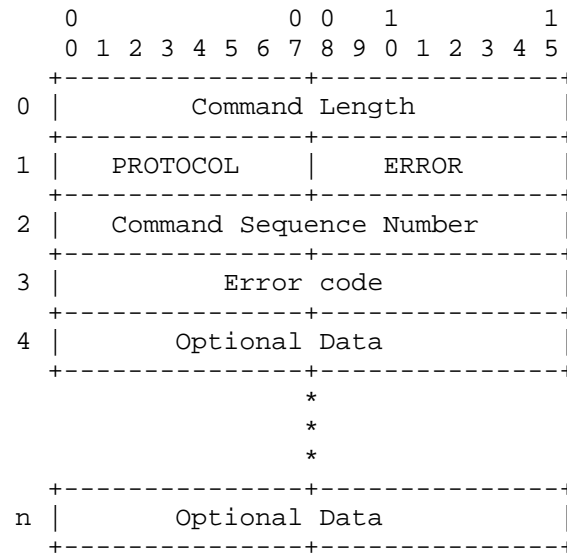 0             0 0   1         1
     0 1 2 3 4 5 6 7 8 9 0 1 2 3 4 5
    +---------------+---------------+
  0 |        Command Length         |
    +---------------+---------------+
  1 |   PROTOCOL    |    ERROR      |
    +---------------+---------------+
  2 |   Command Sequence Number     |
    +---------------+---------------+
  3 |          Error code           |
    +---------------+---------------+
  4 |       Optional Data           |
    +---------------+---------------+
                    *
                    *
                    *
    +---------------+---------------+
  n |       Optional Data           |
    +---------------+---------------+